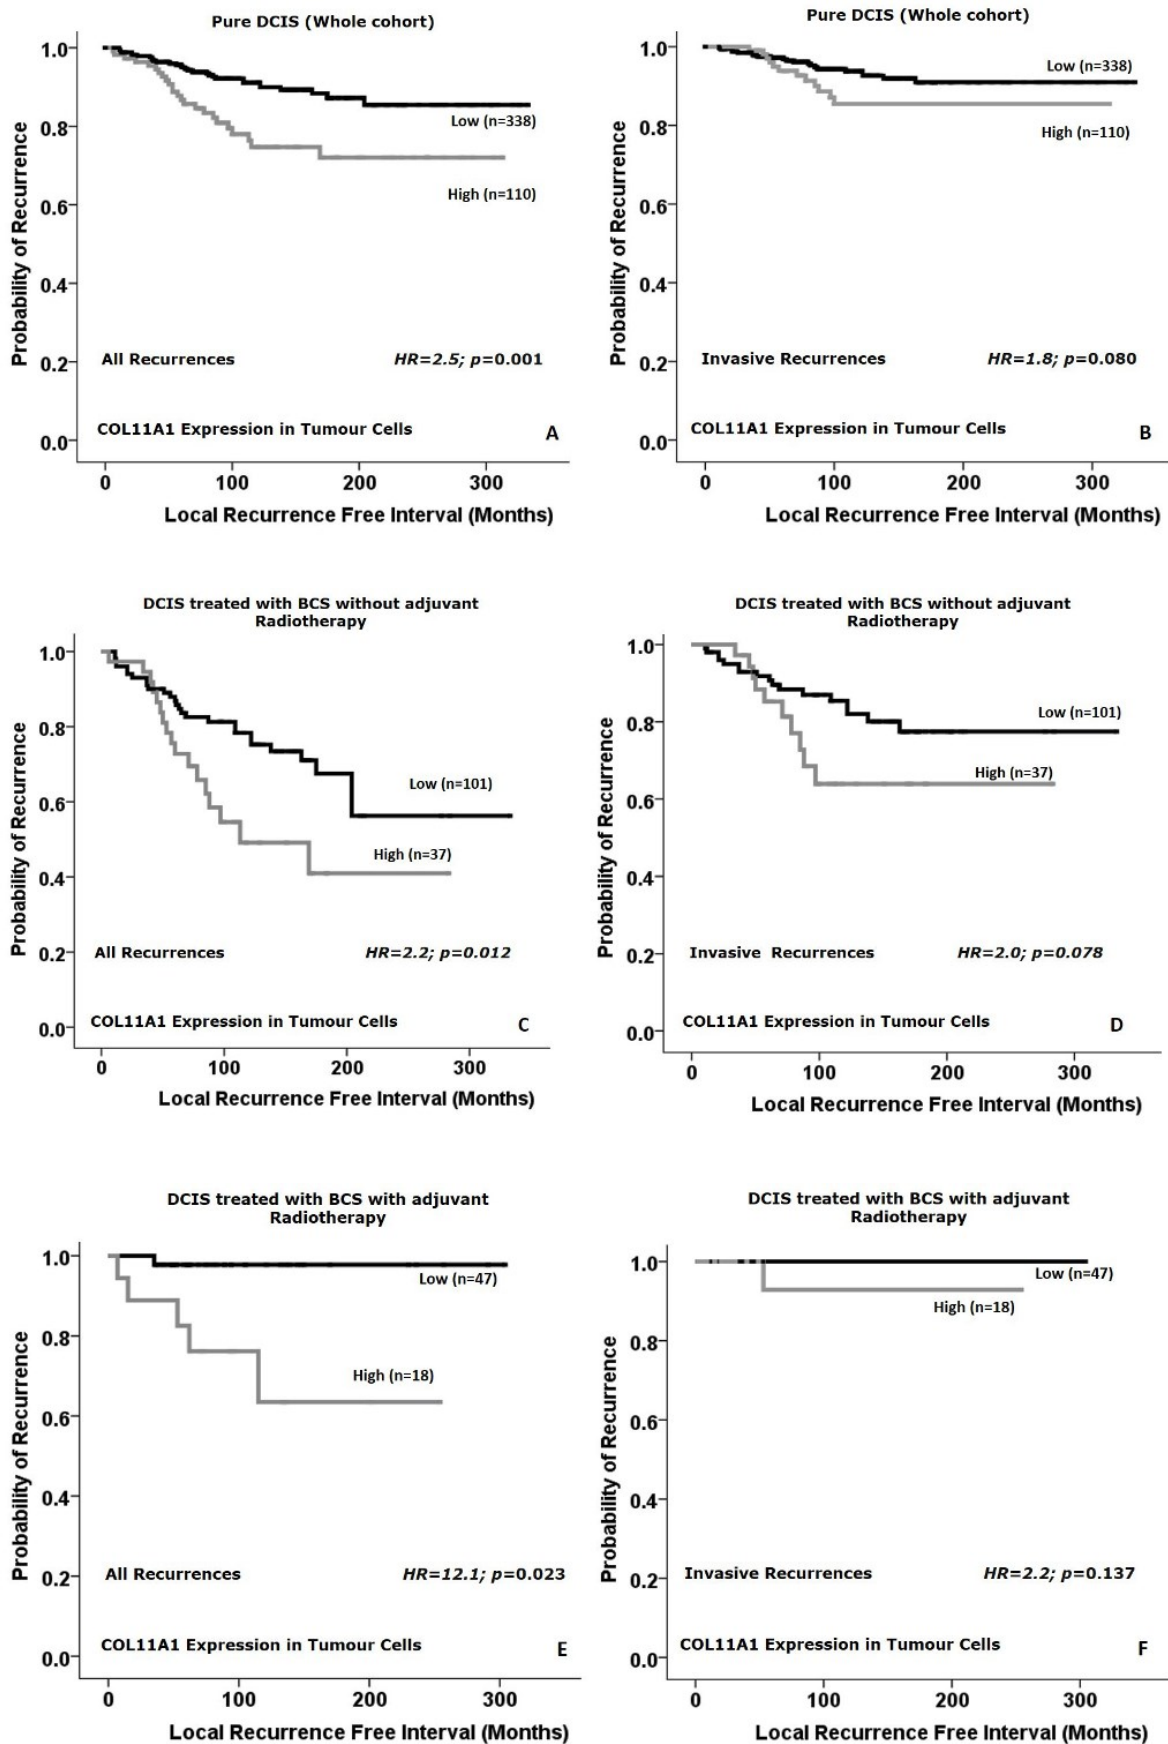 Pure DCIS (Whole cohort)
1.0
0.8
0.6
0.4
0.2
0.0
Probability of Recurrence
Low (n=338)
High (n=110)
All Recurrences
HR=2.5; p=0.001
COL11A1 Expression in Tumour Cells
A
0 100 200 300
Local Recurrence Free Interval (Months)
Pure DCIS (Whole cohort)
1.0
0.8
0.6
0.4
0.2
0.0
Probability of Recurrence
Low (n=338)
High (n=110)
Invasive Recurrences
HR=1.8; p=0.080
COL11A1 Expression in Tumour Cells
B
0 100 200 300
Local Recurrence Free Interval (Months)
DCIS treated with BCS without adjuvant
Radiotherapy
1.0
0.8
0.6
0.4
0.2
0.0
Probability of Recurrence
Low (n=101)
High (n=37)
All Recurrences
HR=2.2; p=0.012
COL11A1 Expression in Tumour Cells
C
0 100 200 300
Local Recurrence Free Interval (Months)
DCIS treated with BCS without adjuvant
Radiotherapy
1.0
0.8
0.6
0.4
0.2
0.0
Probability of Recurrence
Low (n=101)
High (n=37)
Invasive Recurrences
HR=2.0; p=0.078
COL11A1 Expression in Tumour Cells
D
0 100 200 300
Local Recurrence Free Interval (Months)
DCIS treated with BCS with adjuvant
Radiotherapy
1.0
0.8
0.6
0.4
0.2
0.0
Probability of Recurrence
Low (n=47)
High (n=18)
All Recurrences
HR=12.1; p=0.023
COL11A1 Expression in Tumour Cells
E
0 100 200 300
Local Recurrence Free Interval (Months)
DCIS treated with BCS with adjuvant
Radiotherapy
1.0
0.8
0.6
0.4
0.2
0.0
Probability of Recurrence
Low (n=47)
High (n=18)
Invasive Recurrences
HR=2.2; p=0.137
COL11A1 Expression in Tumour Cells
F
0 100 200 300
Local Recurrence Free Interval (Months)